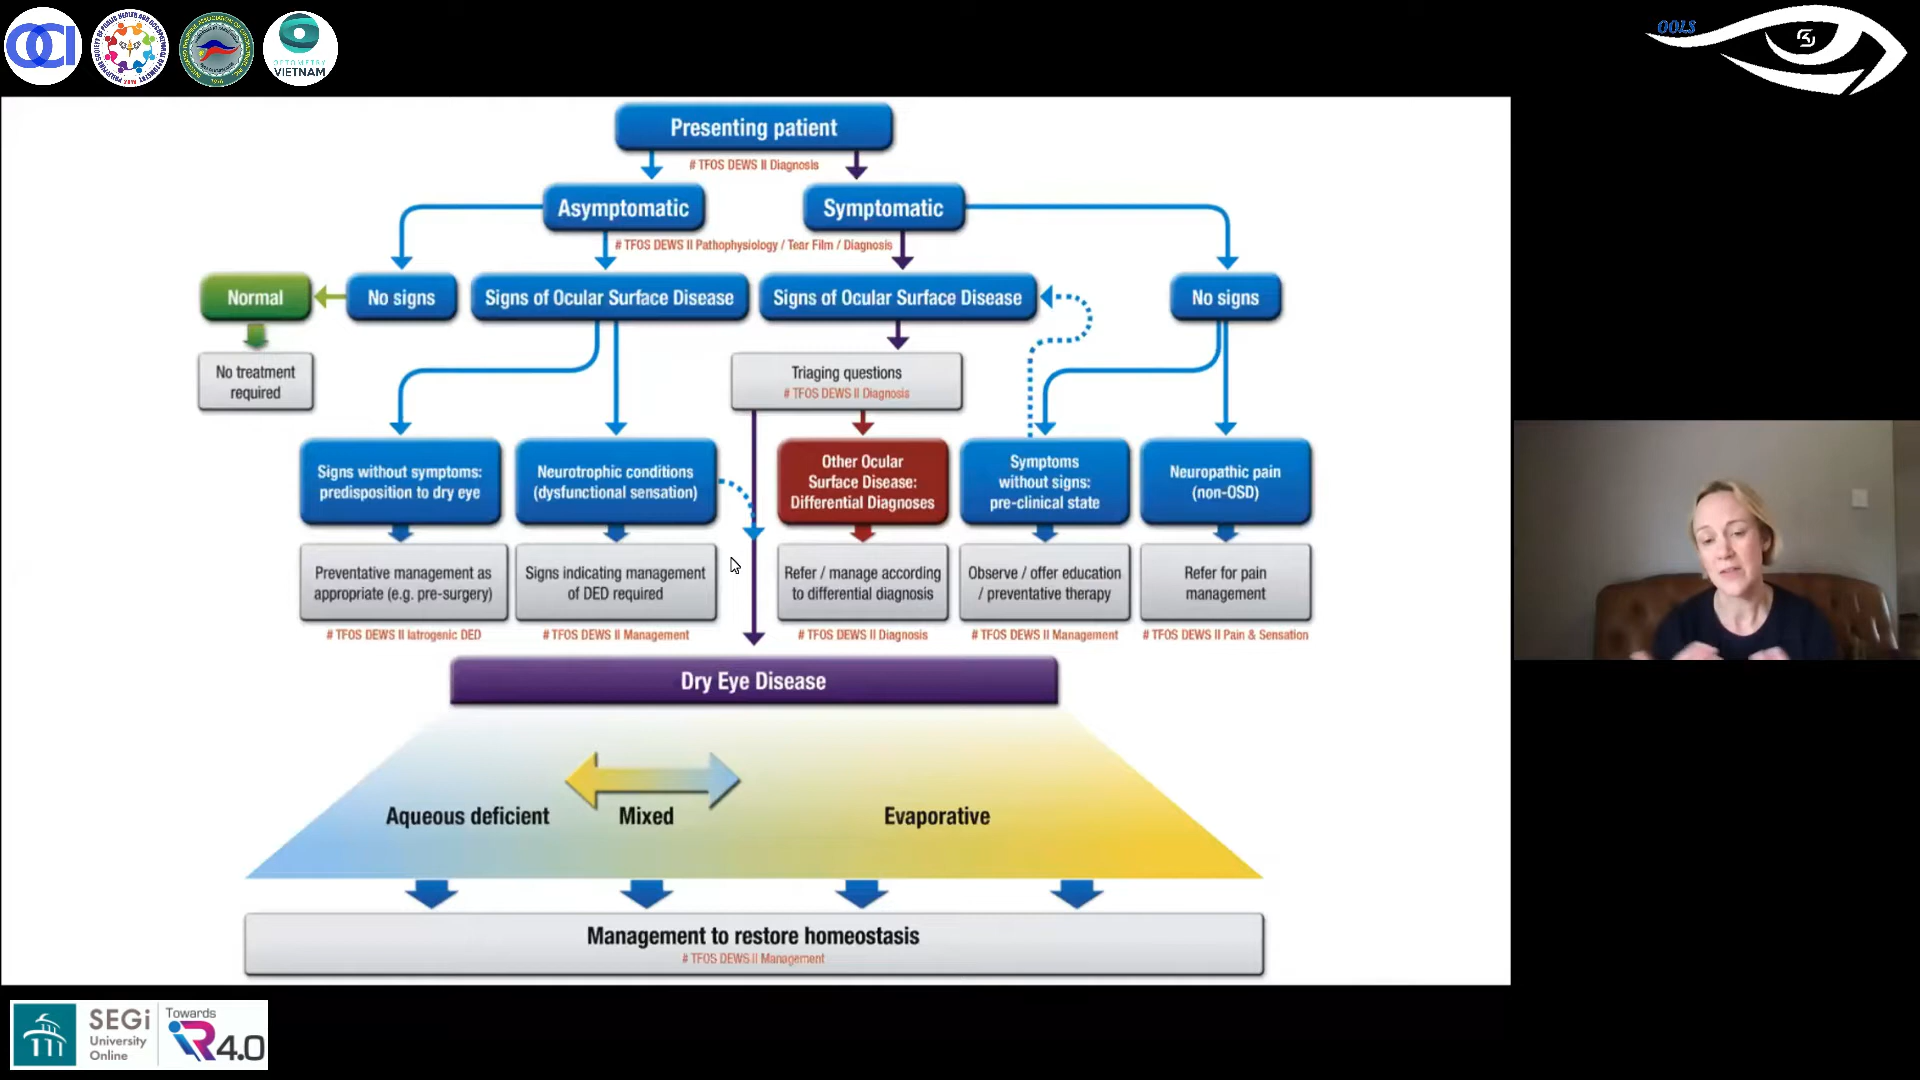 OCI
OPTOMETRY
VIETNAM
OOLS
Presenting patient
# TFOS DEWS II Diagnosis
Asymptomatic
Symptomatic
# TFOS DEWS II Pathophysiology / Tear Film / Diagnosis
Normal
No signs
Signs of Ocular Surface Disease
Signs of Ocular Surface Disease
No signs
No treatment
required
Triaging questions
# TFOS DEWS II Diagnosis
Signs without symptoms:
predisposition to dry eye
Neurotrophic conditions
(dysfunctional sensation)
Other Ocular
Surface Disease:
Differential Diagnoses
Symptoms
without signs:
pre-clinical state
Neuropathic pain
(non-OSD)
Preventative management as
appropriate (e.g. pre-surgery)
Signs indicating management
of DED required
Refer / manage according
to differential diagnosis
Observe / offer education
/ preventative therapy
Refer for pain
management
# TFOS DEWS II Iatrogenic DED
# TFOS DEWS II Management
# TFOS DEWS II Diagnosis
# TFOS DEWS II Management
# TFOS DEWS II Pain & Sensation
Dry Eye Disease
Aqueous deficient
Mixed
Evaporative
Management to restore homeostasis
# TFOS DEWS II Management
SEGi
University
Online
Towards
iR4.0